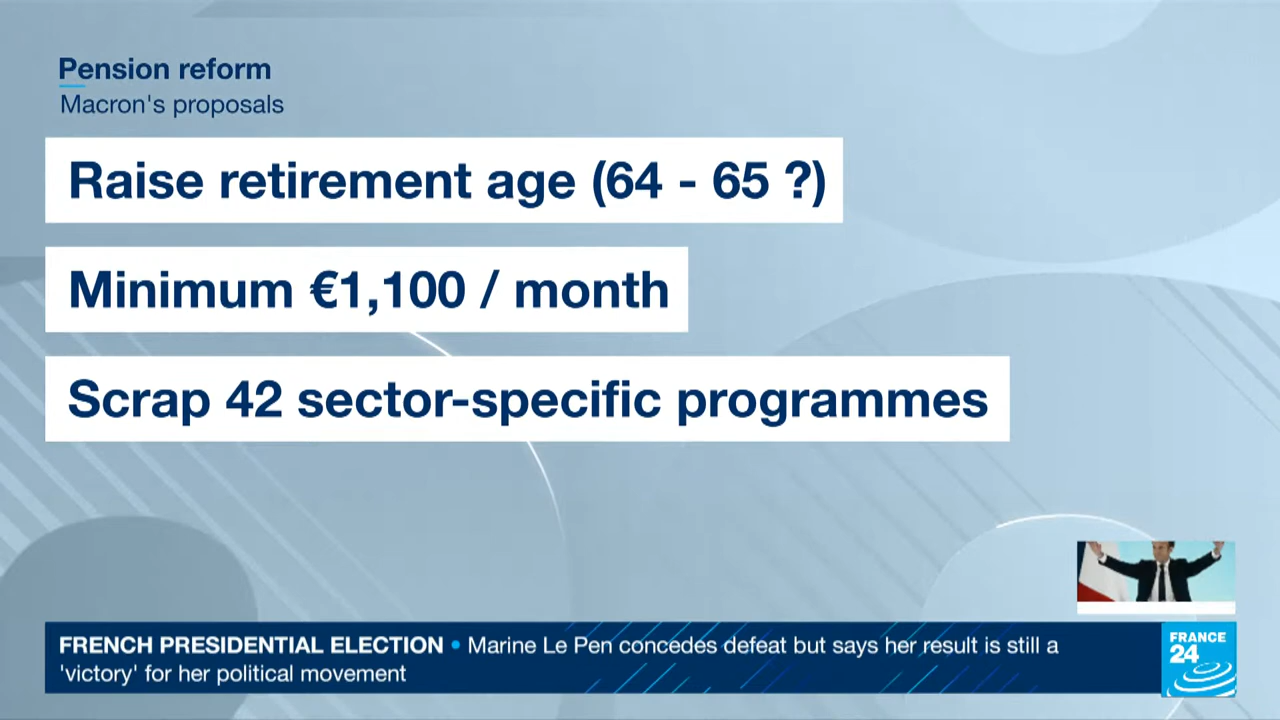 Pension reform
Macron's proposals
Raise retirement age (64 - 65 ?)
Minimum €1,100 / month
Scrap 42 sector-specific programmes
FRENCH PRESIDENTIAL ELECTION • Marine Le Pen concedes defeat but says her result is still a
'victory' for her political movement
FRANCE
24